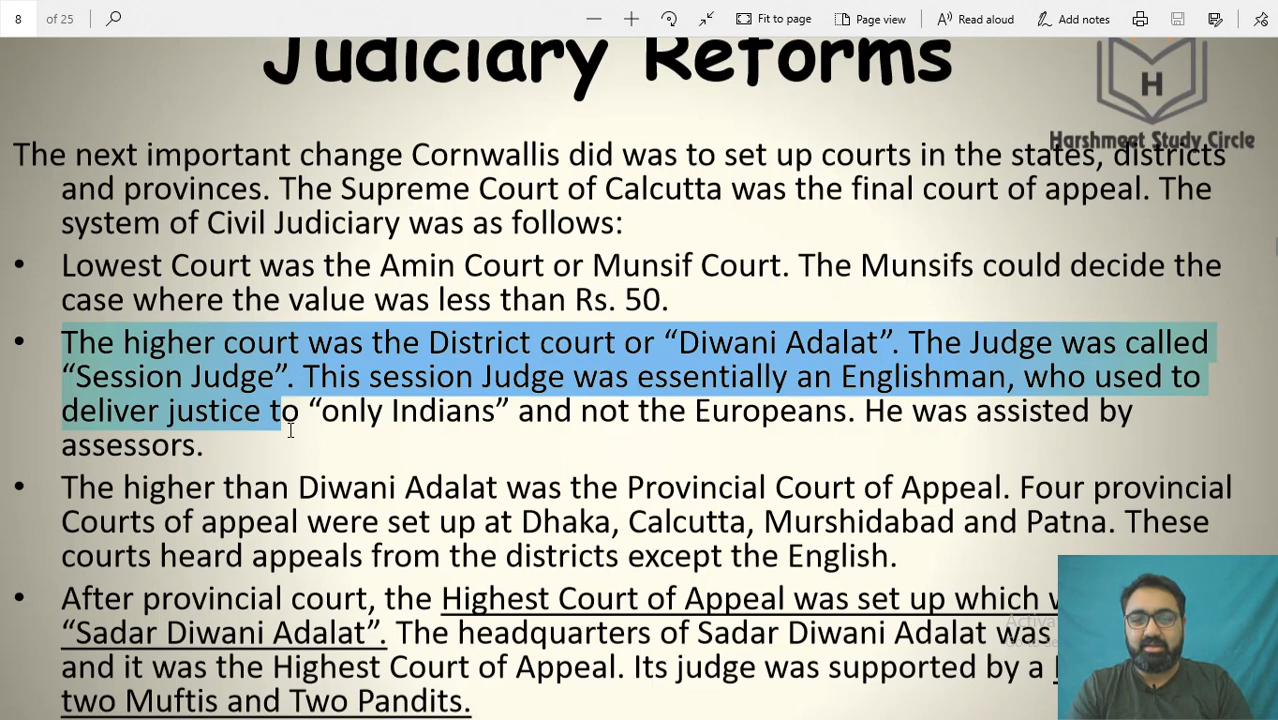 8 of 25 Fit to page Page view Read aloud Add notes
Judiciary Reforms
H
Harshmeet Study Circle
The next important change Cornwallis did was to set up courts in the states, districts
and provinces. The Supreme Court of Calcutta was the final court of appeal. The
system of Civil Judiciary was as follows:
• Lowest Court was the Amin Court or Munsif Court. The Munsifs could decide the
case where the value was less than Rs. 50.
• The higher court was the District court or “Diwani Adalat”. The Judge was called
“Session Judge”. This session Judge was essentially an Englishman, who used to
deliver justice to “only Indians” and not the Europeans. He was assisted by
assessors.
• The higher than Diwani Adalat was the Provincial Court of Appeal. Four provincial
Courts of appeal were set up at Dhaka, Calcutta, Murshidabad and Patna. These
courts heard appeals from the districts except the English.
• After provincial court, the Highest Court of Appeal was set up which
“Sadar Diwani Adalat”. The headquarters of Sadar Diwani Adalat was
and it was the Highest Court of Appeal. Its judge was supported by a
two Muftis and Two Pandits.